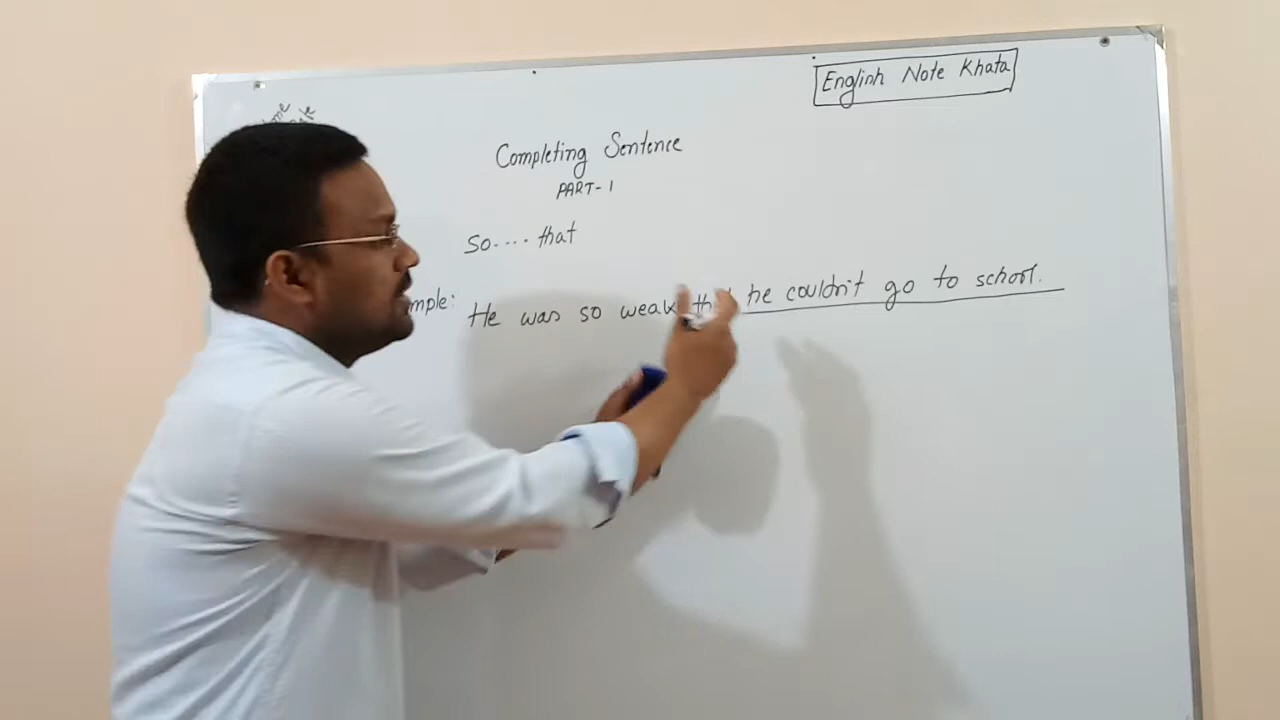 English Note Khata
Completing Sentence
PART-1
so.... that
mple: He was so weak that he couldn't go to school.